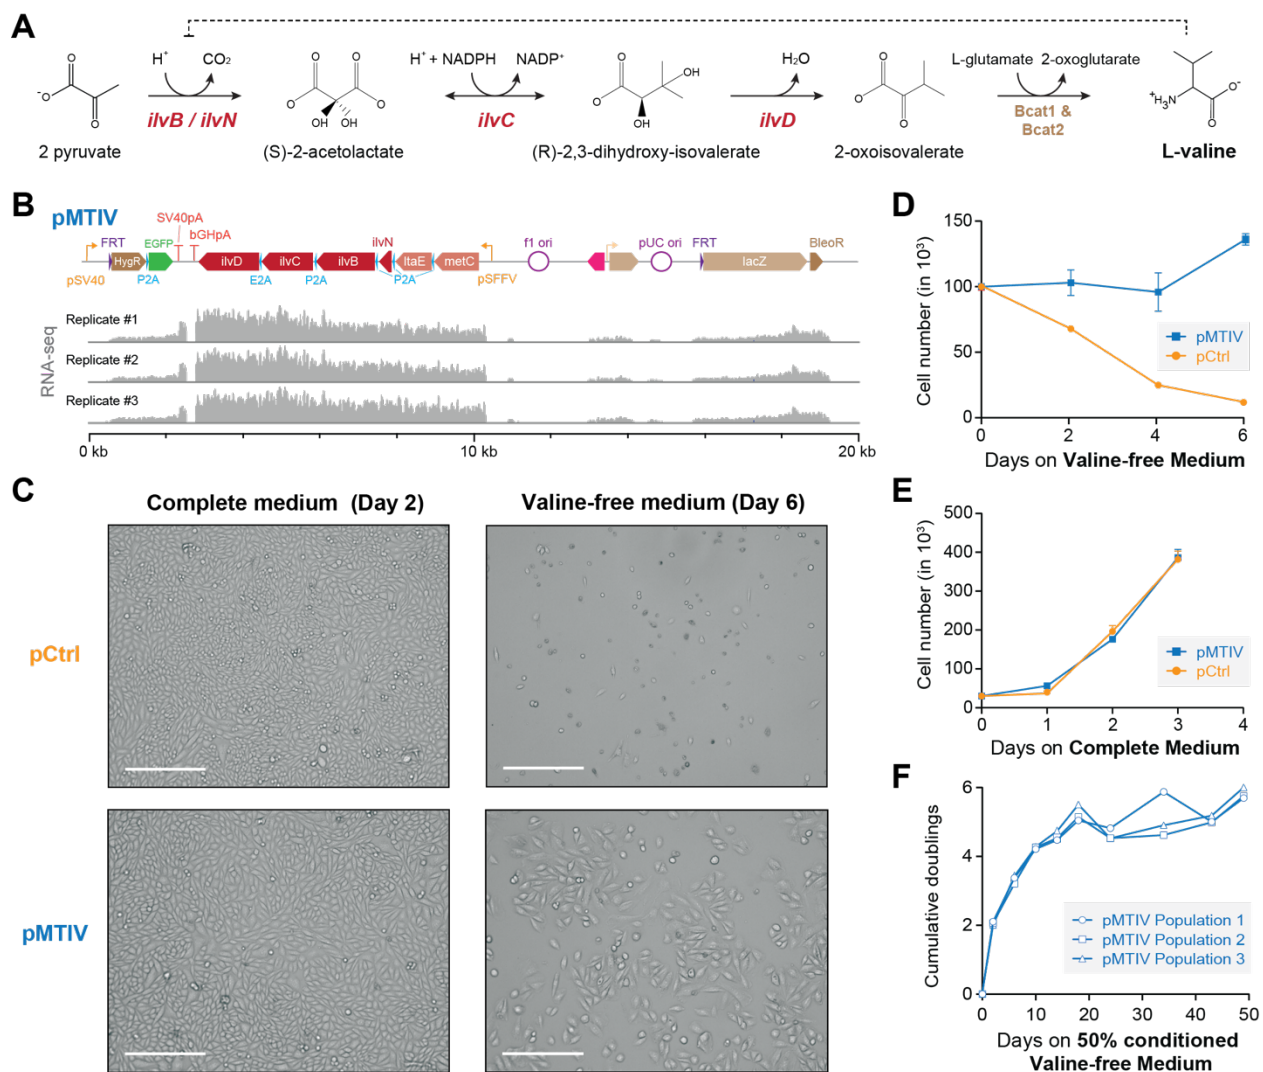 A
H⁺
CO₂
H⁺ + NADPH
NADP⁺
H₂O
L-glutamate
2-oxoglutarate
ilvB / ilvN
ilvC
ilvD
Bcat1 &
Bcat2
2 pyruvate
(S)-2-acetolactate
(R)-2,3-dihydroxy-isovalerate
2-oxoisovalerate
L-valine
O
O
O⁻
O
O
O
O
OH
OH
O
O
OH
OH
O
O
O
⁺H₃N
O
O⁻
B
pMTIV
SV40pA
bGHpA
FRT
EGFP
ilvN
f1 ori
pUC ori
FRT
BleoR
HygR
ilvD
ilvC
ilvB
ltaE
metC
lacZ
pSV40
P2A
E2A
P2A
P2A
pSFFV
RNA-seq
Replicate #1
Replicate #2
Replicate #3
0 kb
10 kb
20 kb
C
Complete medium (Day 2)
Valine-free medium (Day 6)
pCtrl
pMTIV
D
Cell number (in 10³)
150
100
50
0
pMTIV
pCtrl
0 2 4 6
Days on Valine-free Medium
E
Cell number (in 10³)
500
400
300
200
100
0
pMTIV
pCtrl
0 1 2 3 4
Days on Complete Medium
F
Cumulative doublings
6
4
2
0
pMTIV Population 1
pMTIV Population 2
pMTIV Population 3
0 10 20 30 40 50
Days on 50% conditioned
Valine-free Medium